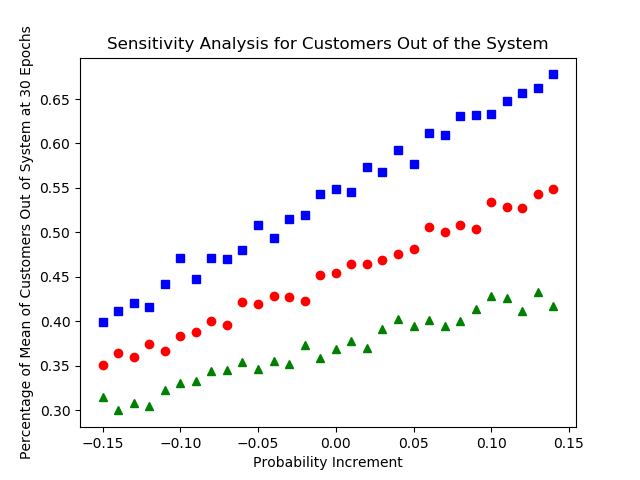 Sensitivity Analysis for Customers Out of the System
Percentage of Mean of Customers Out of System at 30 Epochs
0.65
0.60
0.55
0.50
0.45
0.40
0.35
0.30
−0.15 −0.10 −0.05 0.00 0.05 0.10 0.15
Probability Increment